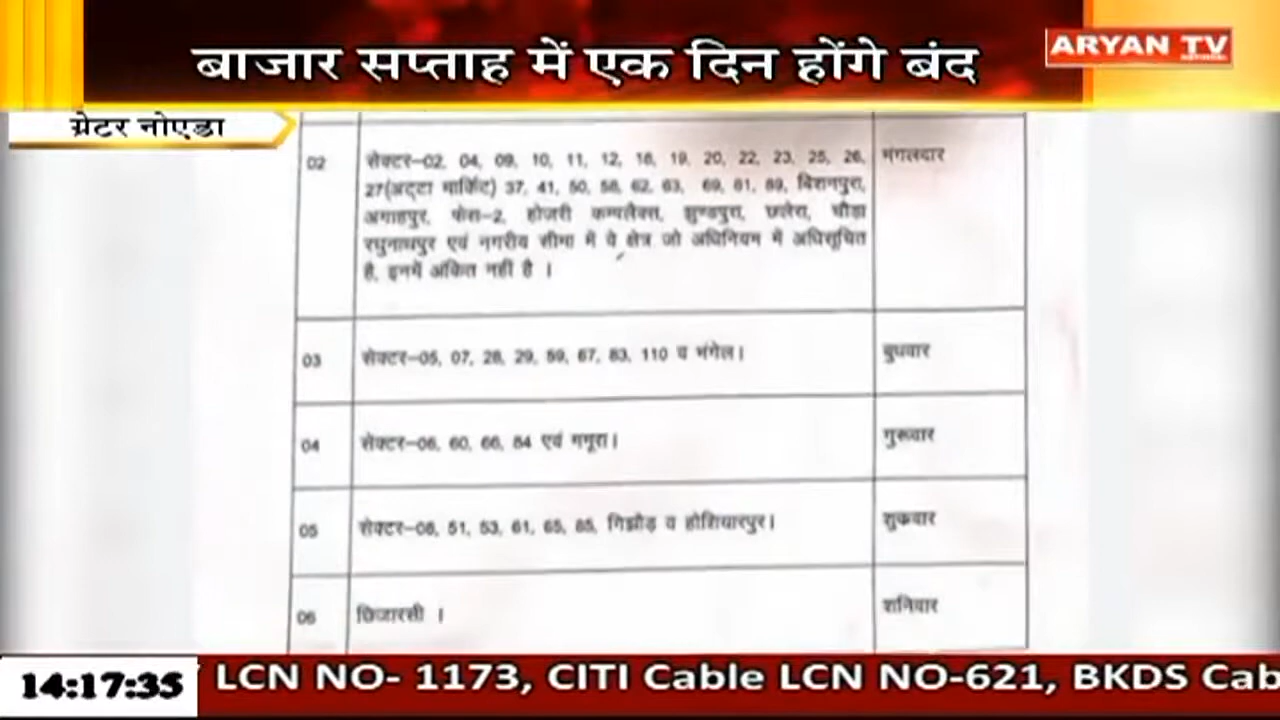 बाजार सप्ताह में एक दिन होंगे बंद
ARYAN TV
NETWORK
ग्रेटर नोएडा
02
सेक्टर-02, 04, 09, 10, 11, 12, 18, 19, 20, 22, 23, 25, 26,
27(अट्टा मार्किट) 37, 41, 50, 58, 62, 63, 69, 81, 89, बिशनपुरा,
अगाहपुर, फेस-2, होजरी कम्पलैक्स, झुण्डपुरा, छलेरा, चौड़ा
रघुनाथपुर एवं नगरीय सीमा में वे क्षेत्र जो अधिनियम में अधिसूचित
है, इनमें अंकित नहीं है ।
मंगलवार
03
सेक्टर-05, 07, 28, 29, 59, 67, 83, 110 व भंगेल।
बुधवार
04
सेक्टर-06, 60, 66, 84 एवं ममूरा।
गुरूवार
05
सेक्टर-08, 51, 53, 61, 65, 85, गिझौड़ व होशियारपुर।
शुक्रवार
06
छिजारसी ।
शनिवार
14:17:35
LCN NO- 1173, CITI Cable LCN NO-621, BKDS Cab